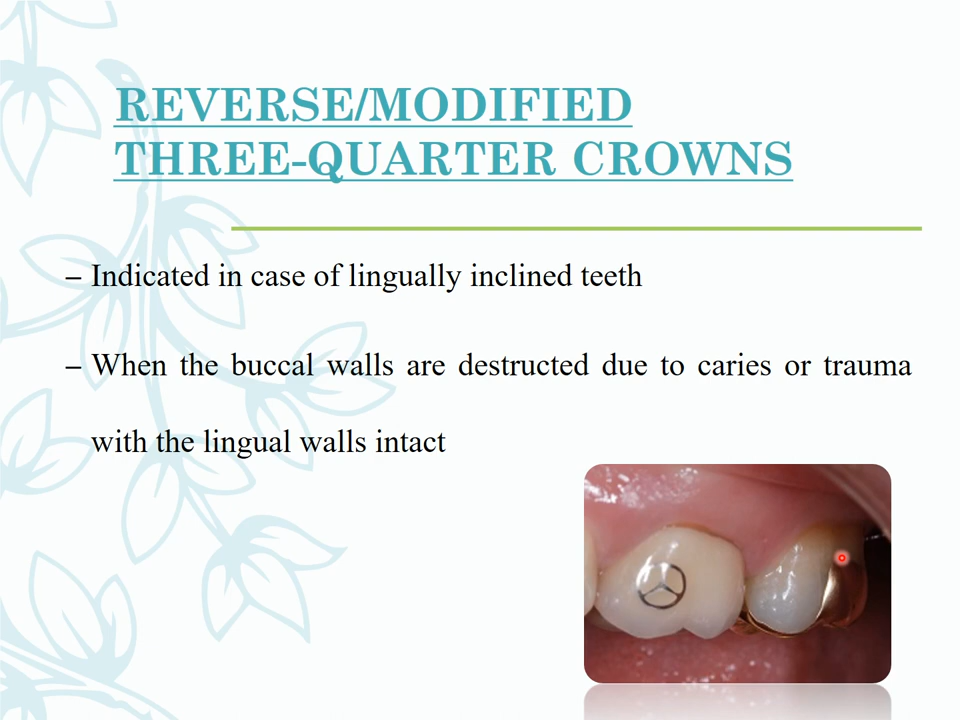 REVERSE/MODIFIED
THREE-QUARTER CROWNS
– Indicated in case of lingually inclined teeth
– When the buccal walls are destructed due to caries or trauma
with the lingual walls intact